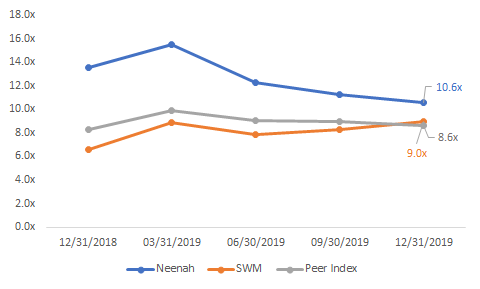 18.0x
16.0x
14.0x
12.0x
10.0x
8.0x
6.0x
4.0x
2.0x
0.0x
10.6x
8.6x
9.0x
12/31/2018 03/31/2019 06/30/2019 09/30/2019 12/31/2019
Neenah SWM Peer Index